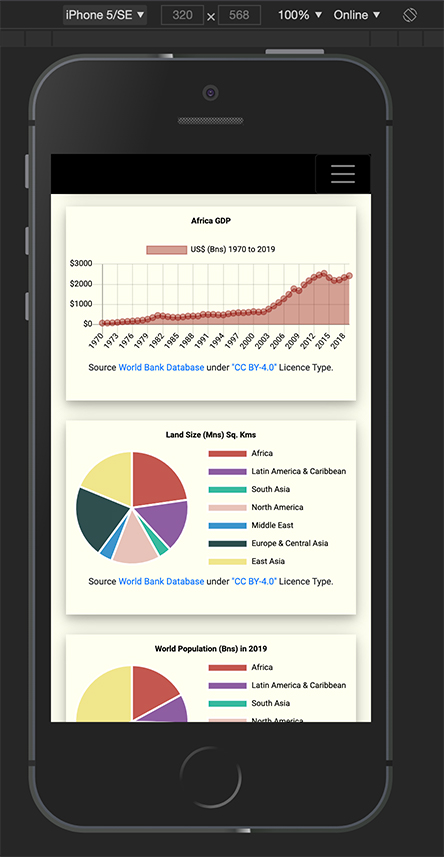 iPhone 5/SE ▼ 320 × 568 100% ▼ Online ▼
Africa GDP
US$ (Bns) 1970 to 2019
$3000
$2000
$1000
$0
1970 1973 1976 1979 1982 1985 1988 1991 1994 1997 2000 2003 2006 2009 2012 2015 2018
Source World Bank Database under "CC BY-4.0" Licence Type.
Land Size (Mns) Sq. Kms
Africa
Latin America & Caribbean
South Asia
North America
Middle East
Europe & Central Asia
East Asia
Source World Bank Database under "CC BY-4.0" Licence Type.
World Population (Bns) in 2019
Africa
Latin America & Caribbean
South Asia
North America